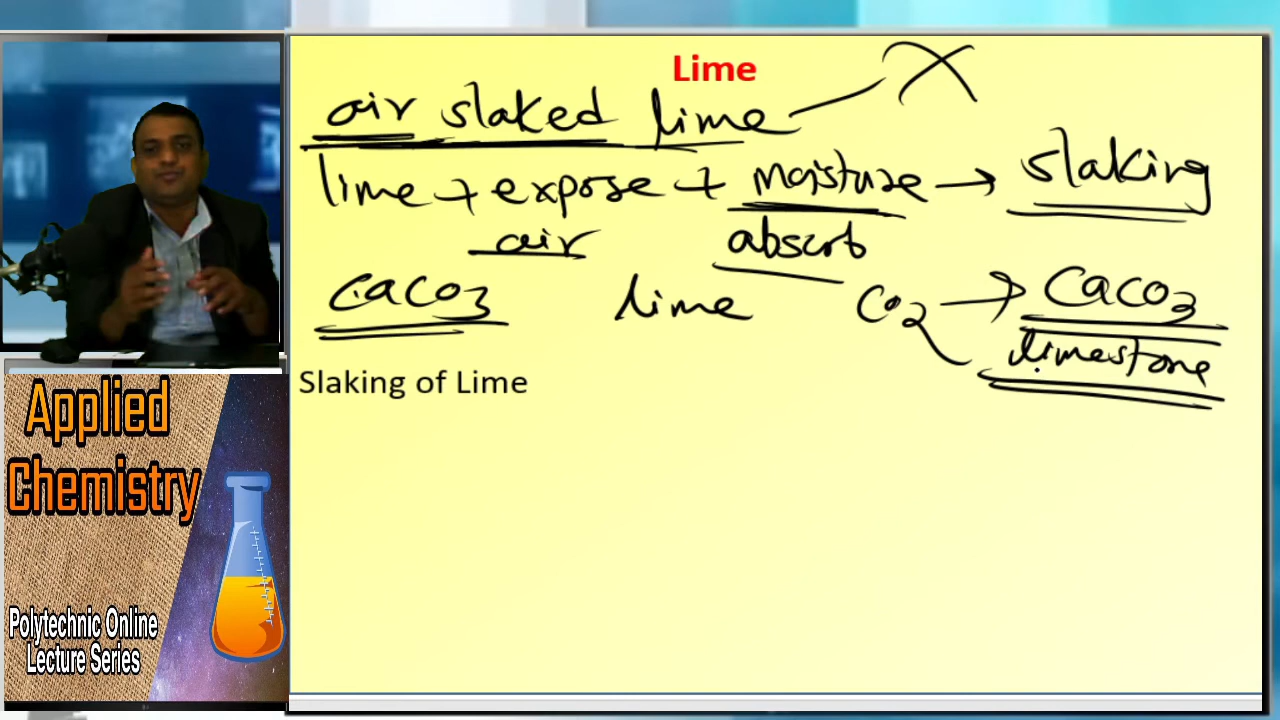 Lime
air slaked lime X
lime + expose + moisture → slaking
air absorb
CaCO3 lime CO2 → CaCO3
limestone
Slaking of Lime
Applied
Chemistry
Polytechnic Online
Lecture Series